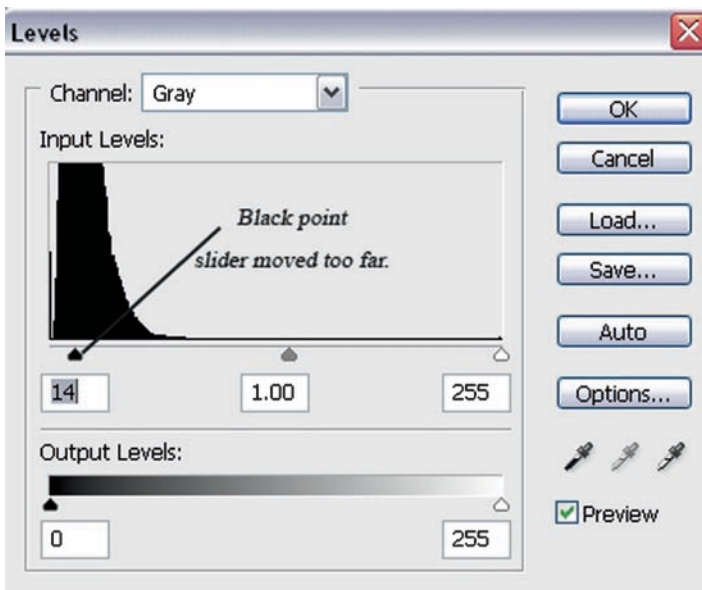 Levels
Channel: Gray
OK
Input Levels:
Cancel
Black point
slider moved too far.
Load...
Save...
Auto
14 1.00 255
Options...
Output Levels:
Preview
0 255